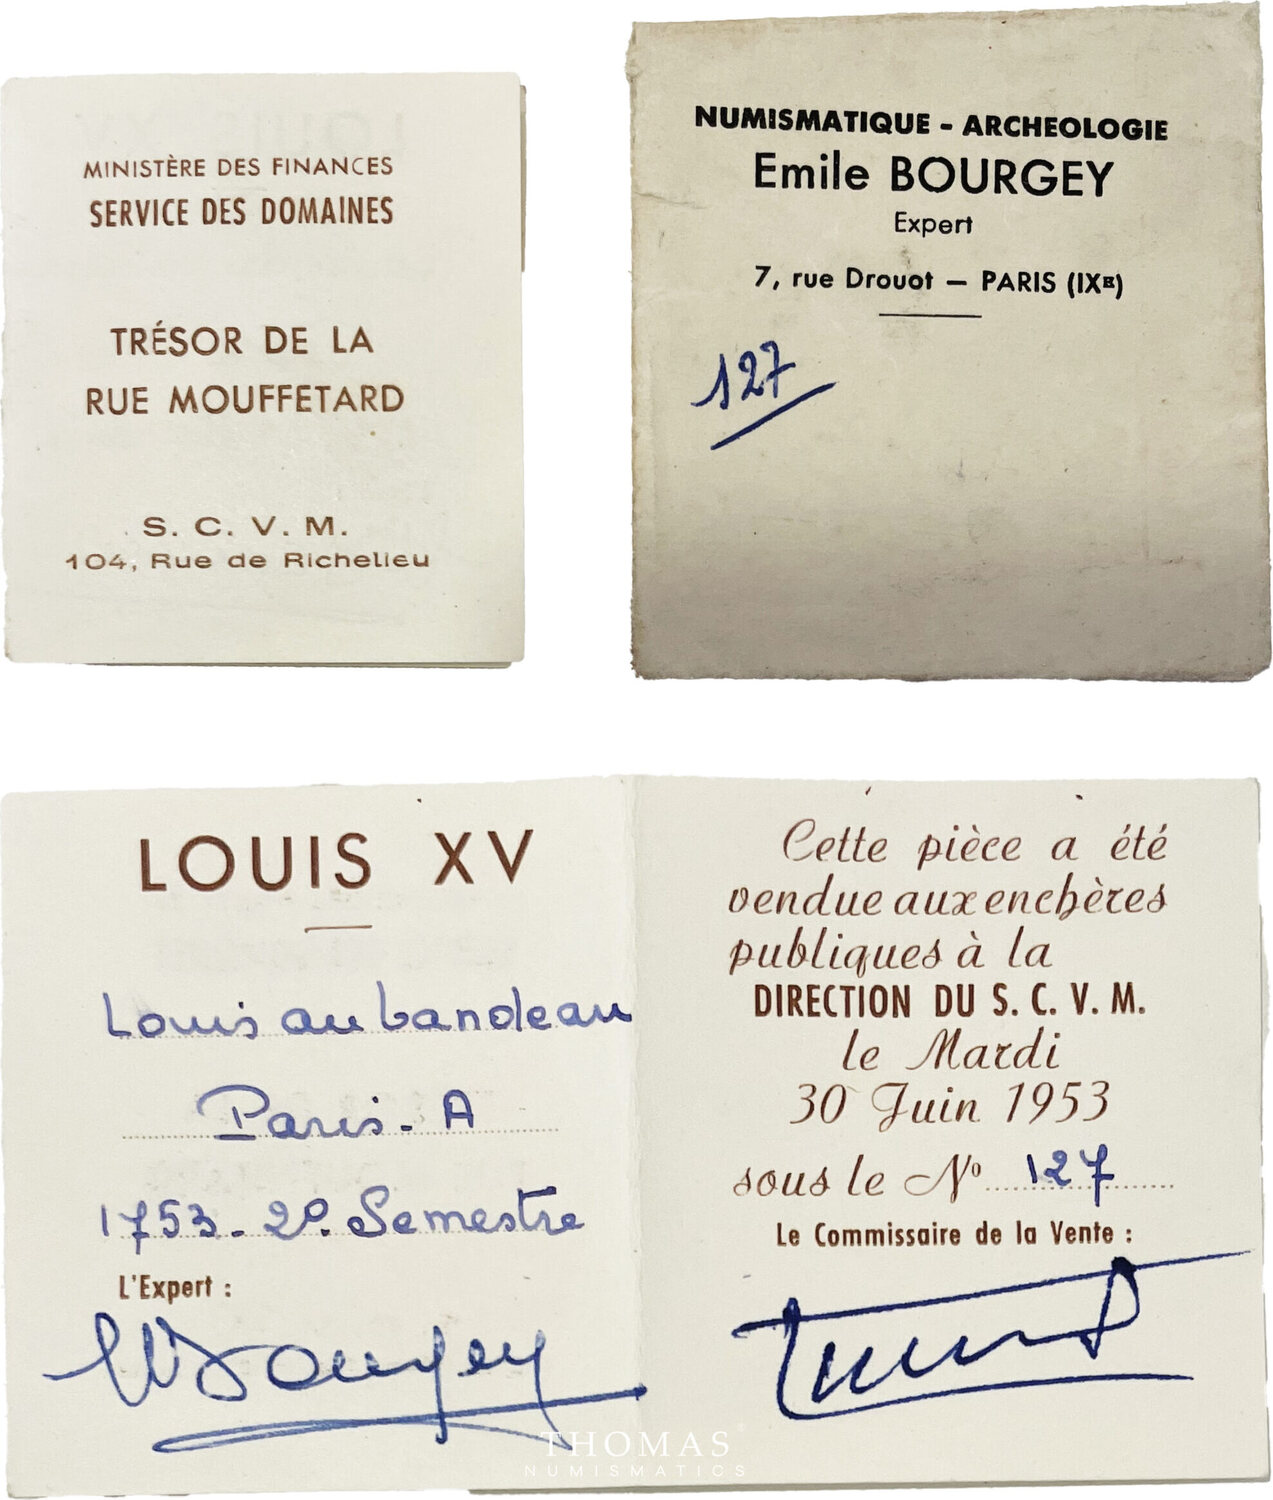 MINISTÈRE DES FINANCES
SERVICE DES DOMAINES
TRÉSOR DE LA
RUE MOUFFETARD
S. C. V. M.
104, Rue de Richelieu
NUMISMATIQUE - ARCHEOLOGIE
Emile BOURGEY
Expert
7, rue Drouot — PARIS (IXE)
127
LOUIS XV
Louis au bandeau
Paris - A
1753 - 2e. Semestre
L'Expert :
Bourgey
Cette pièce a été
vendue aux enchères
publiques à la
DIRECTION DU S. C. V. M.
le Mardi
30 Juin 1953
sous le No 127
Le Commissaire de la Vente :
THOMAS
NUMISMATICS